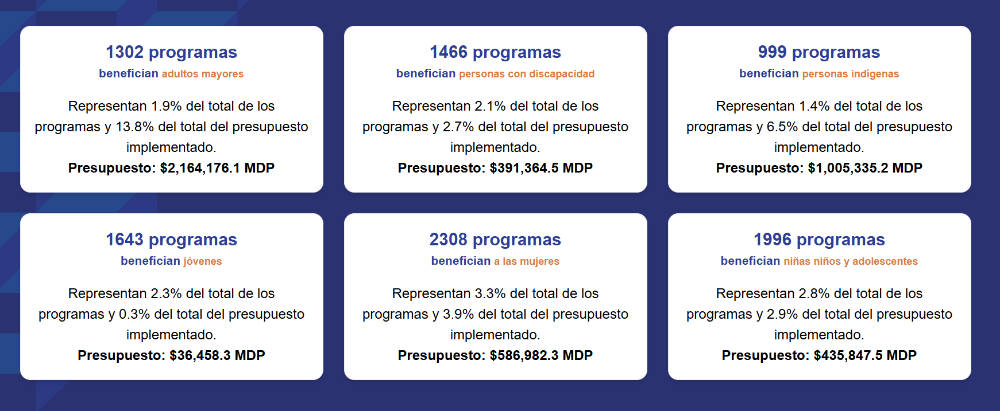 1302 programas
benefician adultos mayores
Representan 1.9% del total de los
programas y 13.8% del total del presupuesto
implementado.
Presupuesto: $2,164,176.1 MDP
1466 programas
benefician personas con discapacidad
Representan 2.1% del total de los
programas y 2.7% del total del presupuesto
implementado.
Presupuesto: $391,364.5 MDP
999 programas
benefician personas indígenas
Representan 1.4% del total de los
programas y 6.5% del total del presupuesto
implementado.
Presupuesto: $1,005,335.2 MDP
1643 programas
benefician jóvenes
Representan 2.3% del total de los
programas y 0.3% del total del presupuesto
implementado.
Presupuesto: $36,458.3 MDP
2308 programas
benefician a las mujeres
Representan 3.3% del total de los
programas y 3.9% del total del presupuesto
implementado.
Presupuesto: $586,982.3 MDP
1996 programas
benefician niñas niños y adolescentes
Representan 2.8% del total de los
programas y 2.9% del total del presupuesto
implementado.
Presupuesto: $435,847.5 MDP